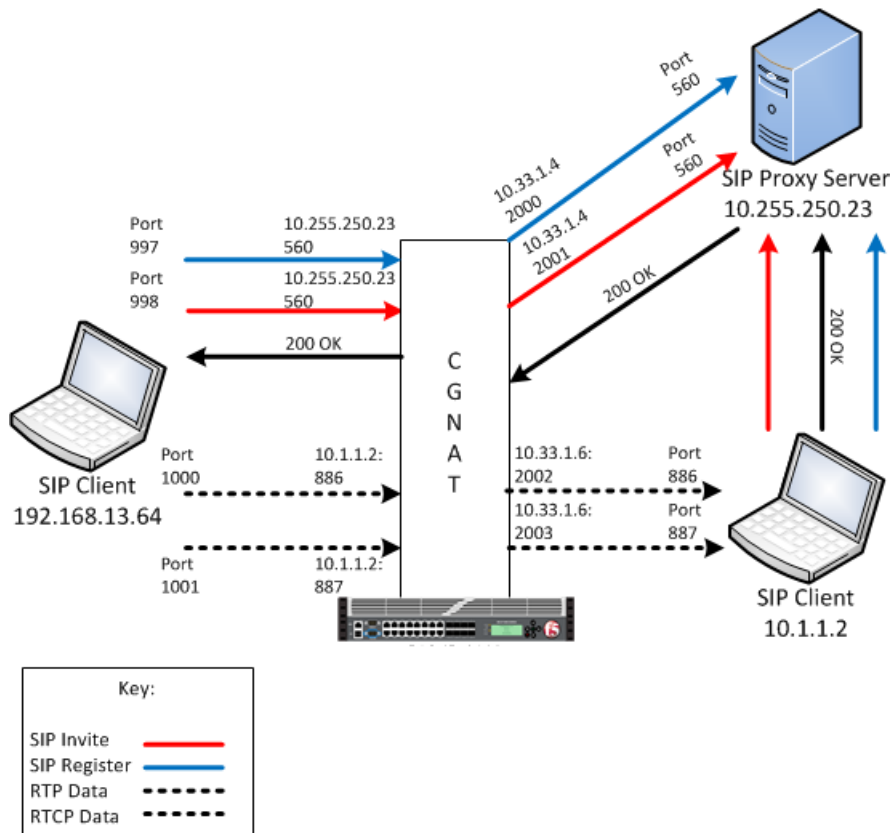 Port
560
10.33.1.4
2000
Port
560
10.33.1.4
2001
SIP Proxy Server
10.255.250.23
Port
997
10.255.250.23
560
Port
998
10.255.250.23
560
200 OK
200 OK
200 OK
C
G
N
A
T
SIP Client
192.168.13.64
Port
1000
10.1.1.2:
886
10.33.1.6:
2002
Port
886
Port
1001
10.1.1.2:
887
10.33.1.6:
2003
Port
887
SIP Client
10.1.1.2
f5
Key:
SIP Invite
SIP Register
RTP Data
RTCP Data